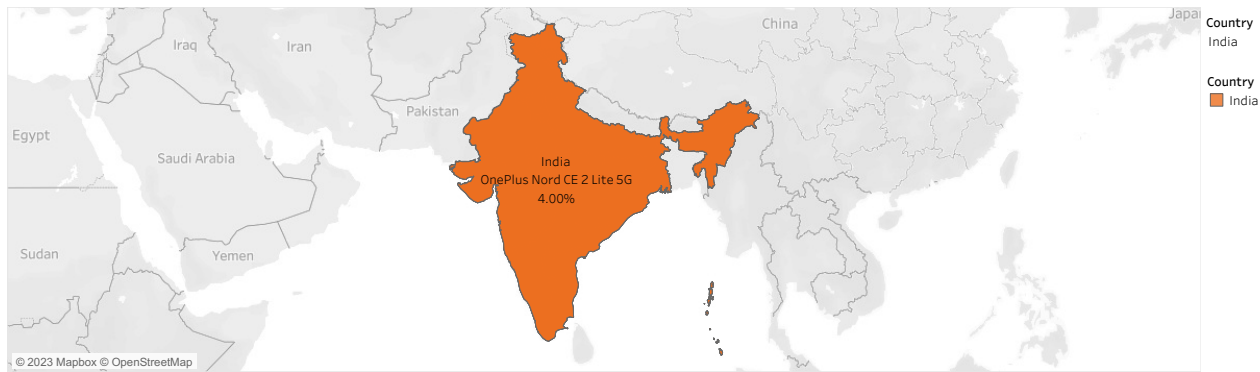 China
Japan
Iraq
Iran
Pakistan
Egypt
Saudi Arabia
India
OnePlus Nord CE 2 Lite 5G
4.00%
Sudan
Yemen
© 2023 Mapbox © OpenStreetMap
Country
India
Country
India